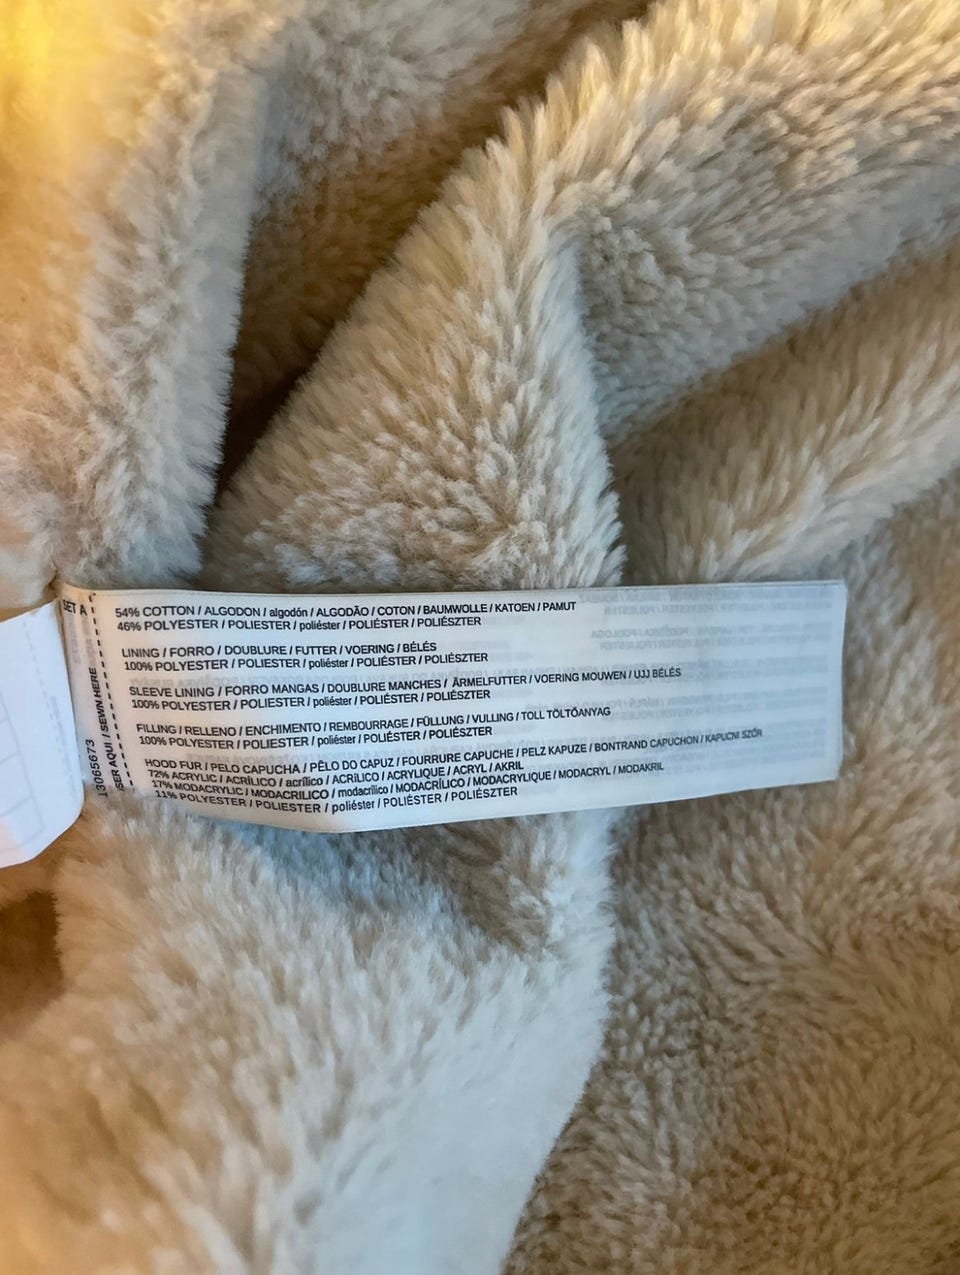 SET A
13065673
54% COTTON / ALGODON / algodón / ALGODÃO / COTON / BAUMWOLLE / KATOEN / PAMUT
46% POLYESTER / POLIESTER / poliéster / POLIÉSTER / POLIÉSZTER
LINING / FORRO / DOUBLURE / FUTTER / VOERING / BÉLÉS
100% POLYESTER / POLIESTER / poliéster / POLIÉSTER / POLIÉSZTER
SLEEVE LINING / FORRO MANGAS / DOUBLURE MANCHES / ÄRMELFUTTER / VOERING MOUWEN / UJJ BÉLÉS
100% POLYESTER / POLIESTER / poliéster / POLIÉSTER / POLIÉSZTER
FILLING / RELLENO / ENCHIMENTO / REMBOURRAGE / FÜLLUNG / VULLING / TOLL TÖLTŐANYAG
100% POLYESTER / POLIESTER / poliéster / POLIÉSTER / POLIÉSZTER
HOOD FUR / PELO CAPUCHA / PÊLO DO CAPUZ / FOURRURE CAPUCHE / PELZ KAPUZE / BONTRAND CAPUCHON / KAPUCNI SZŐR
72% ACRYLIC / ACRÍLICO / acrílico / ACRÍLICO / ACRYLIQUE / ACRYL / AKRIL
17% MODACRYLIC / MODACRILICO / modacrílico / MODACRÍLICO / MODACRYLIQUE / MODACRYL / MODAKRIL
11% POLYESTER / POLIESTER / poliéster / POLIÉSTER / POLIÉSZTER
SER AQUI / SEWN HERE